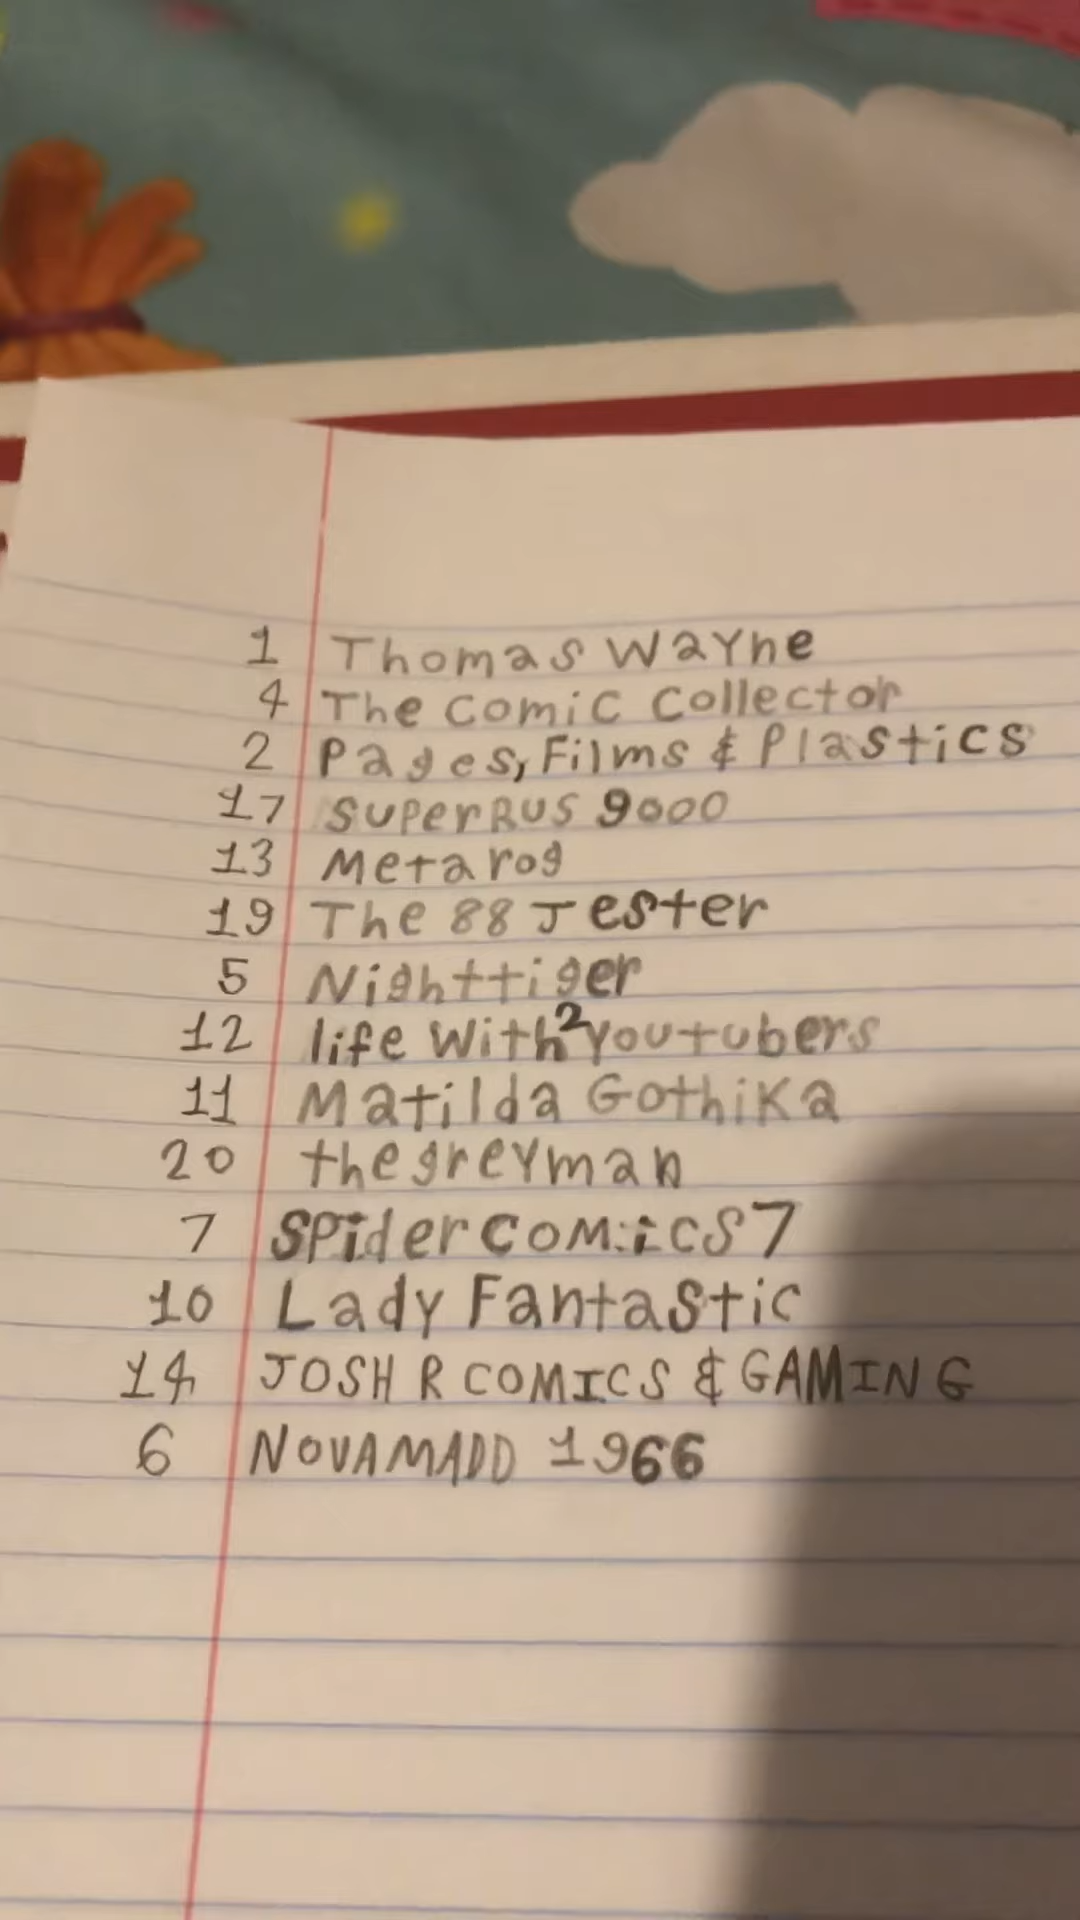 1 Thomas Wayne
4 The Comic Collector
2 Pages, Films & Plastics
17 SuperRUS 9000
13 Metarog
19 The 88 Jester
5 Nighttiger
12 life With 2 youtubers
11 Matilda Gothika
20 thegreyman
7 Spidercomics7
10 Lady Fantastic
14 JOSH R COMICS & GAMING
6 NOVAMADD 1966